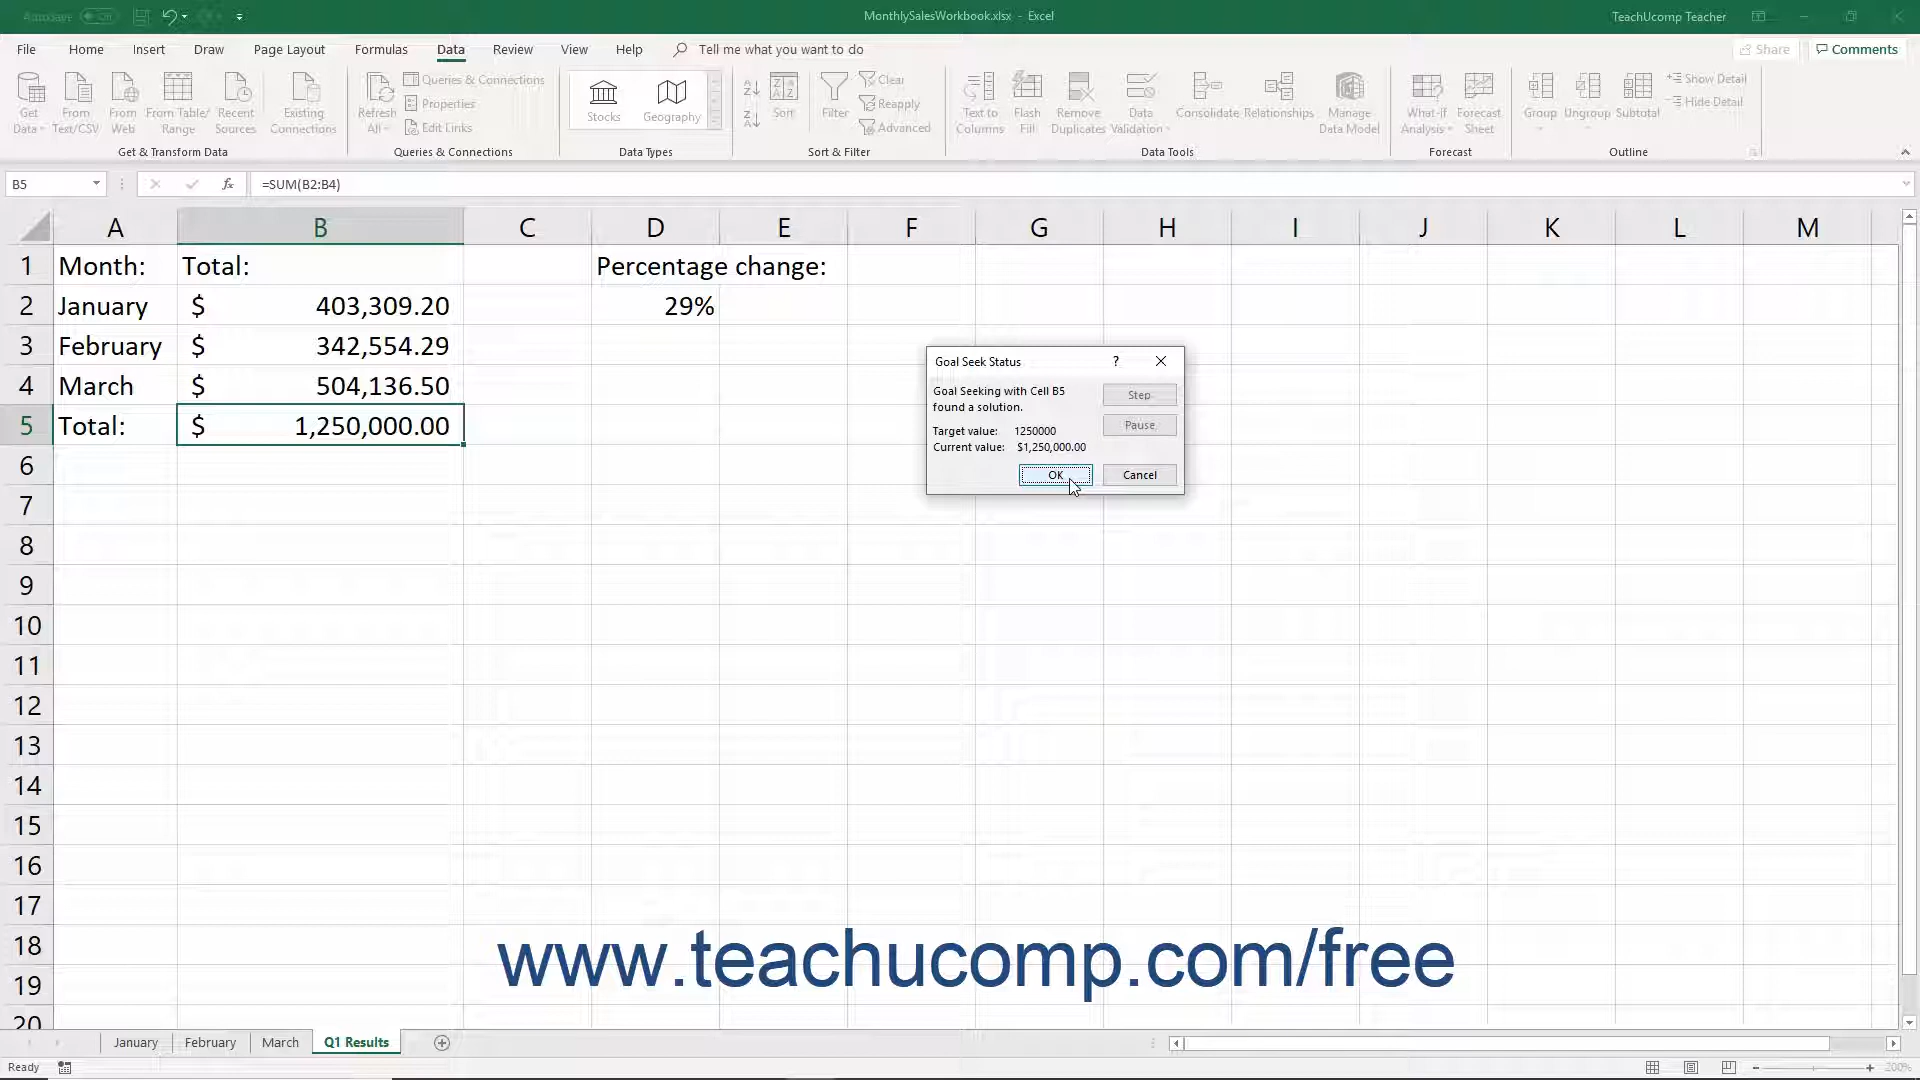 AutoSave Off
MonthlySalesWorkbook.xlsx - Excel
TeachUcomp Teacher
File Home Insert Draw Page Layout Formulas Data Review View Help Tell me what you want to do
Share Comments
Get Data
From Text/CSV
From Web
From Table/ Range
Recent Sources
Existing Connections
Get & Transform Data
Refresh All
Queries & Connections
Properties
Edit Links
Queries & Connections
Stocks
Geography
Data Types
Sort
Filter
Clear
Reapply
Advanced
Sort & Filter
Text to Columns
Flash Fill
Remove Duplicates
Data Validation
Consolidate
Relationships
Manage Data Model
Data Tools
What-If Analysis
Forecast Sheet
Forecast
Group
Ungroup
Subtotal
Show Detail
Hide Detail
Outline
B5 fx =SUM(B2:B4)
A B C D E F G H I J K L M
1 Month: Total: Percentage change:
2 January $ 403,309.20 29%
3 February $ 342,554.29
4 March $ 504,136.50
5 Total: $ 1,250,000.00
6
7
8
9
10
11
12
13
14
15
16
17
18
19
20
Goal Seek Status ?
Goal Seeking with Cell B5
found a solution.
Target value: 1250000
Current value: $1,250,000.00
Step
Pause
OK Cancel
www.teachucomp.com/free
January February March Q1 Results
Ready
200%